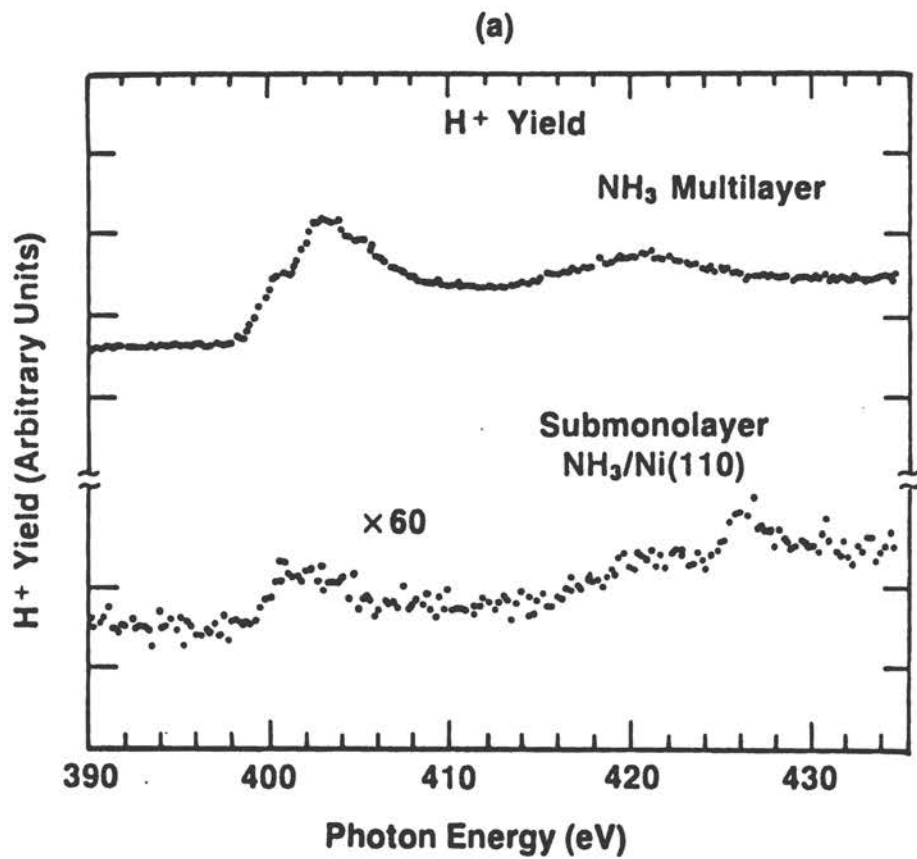 (a)
H+ Yield
NH₃ Multilayer
Submonolayer
NH₃/Ni(110)
×60
H+ Yield (Arbitrary Units)
390 400 410 420 430
Photon Energy (eV)